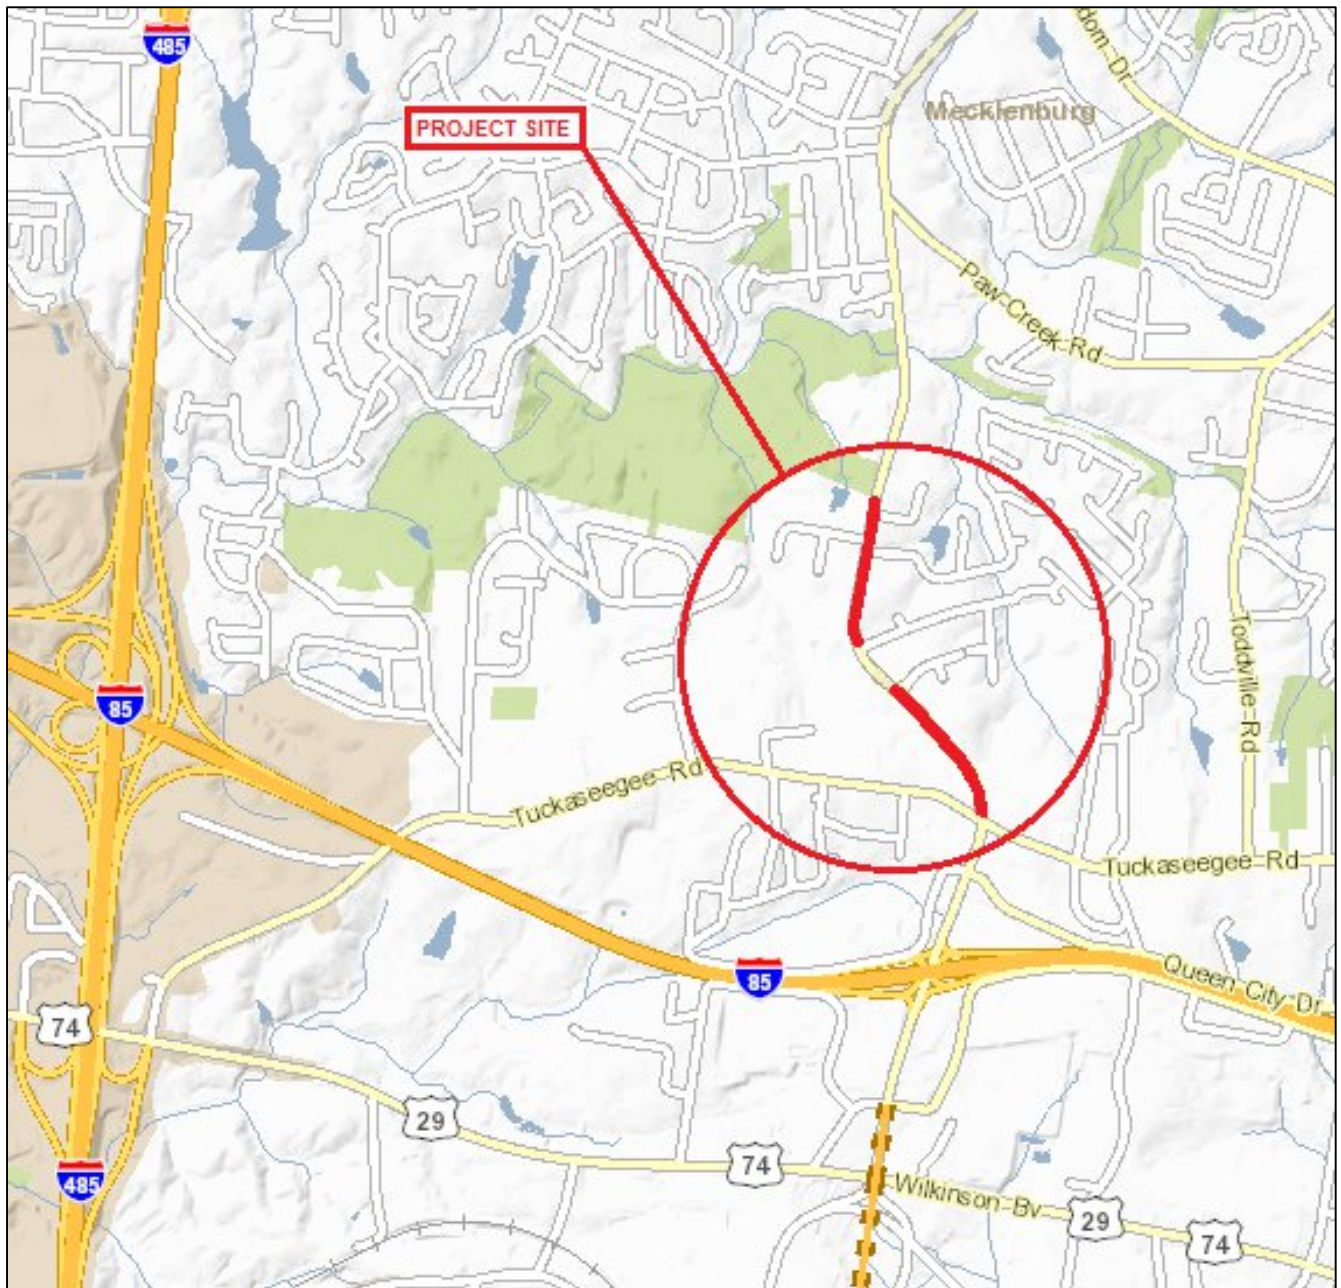 485
dom-Dr
Mecklenburg
PROJECT SITE
Paw-Creek-Rd
Toddville-Rd
85
Tuckaseegee-Rd
Tuckaseegee-Rd
85
Queen-City-Dr
74
29
74
485
Wilkinson-Bv
29
74